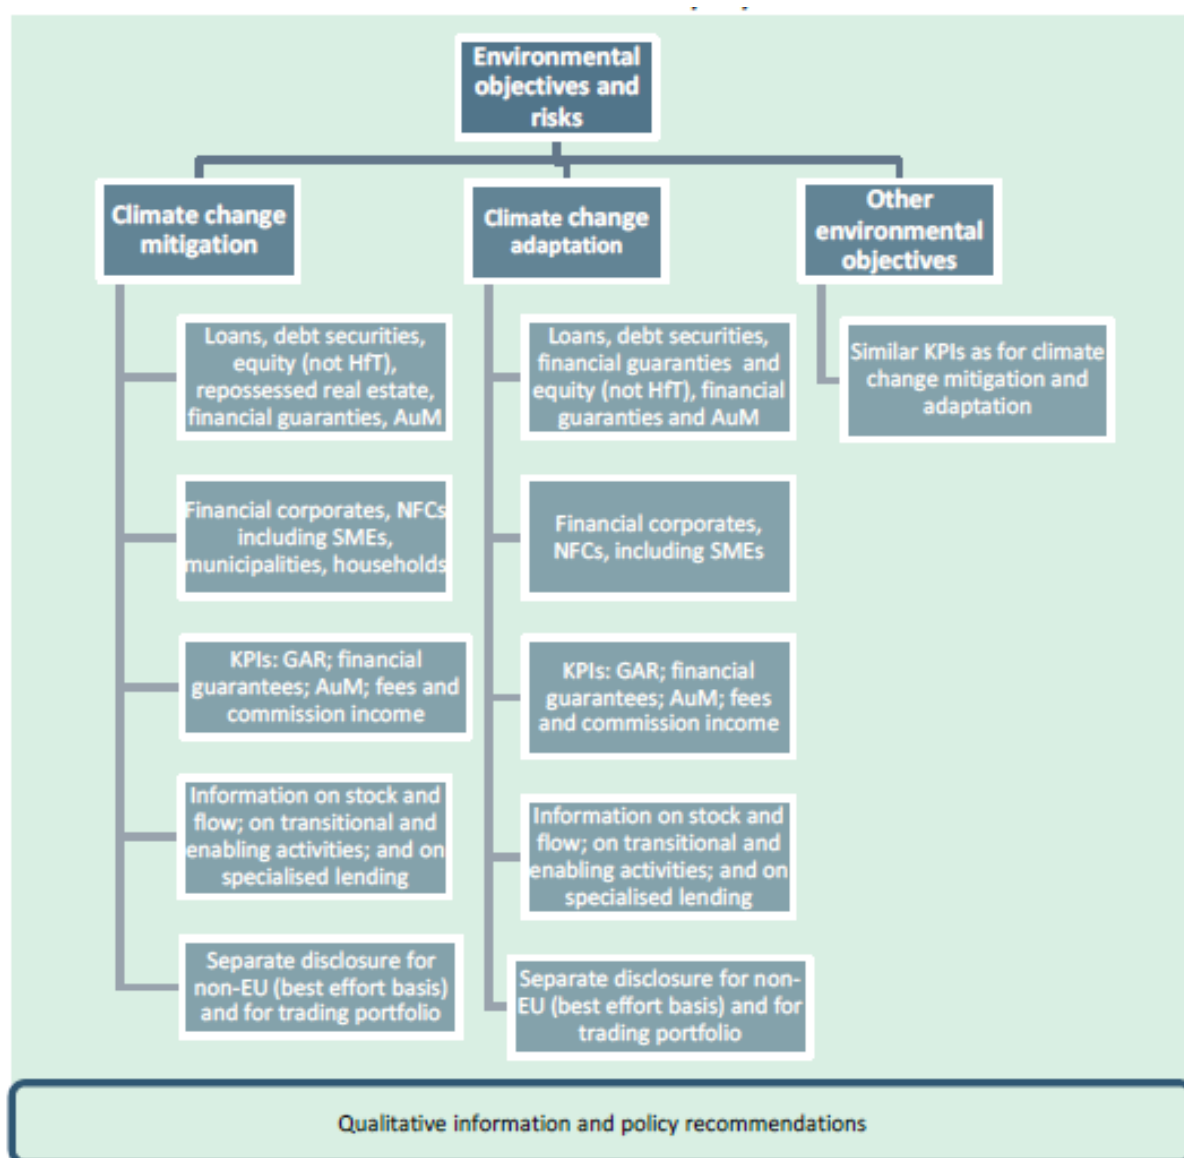 Environmental
objectives and
risks
Climate change
mitigation
Climate change
adaptation
Other
environmental
objectives
Loans, debt securities,
equity (not HfT),
repossessed real estate,
financial guaranties, AuM
Loans, debt securities,
financial guaranties and
equity (not HfT), financial
guaranties and AuM
Similar KPIs as for climate
change mitigation and
adaptation
Financial corporates, NFCs
including SMEs,
municipalities, households
Financial corporates,
NFCs, including SMEs
KPIs: GAR; financial
guarantees; AuM; fees and
commission income
KPIs: GAR; financial
guarantees; AuM; fees
and commission income
Information on stock and
flow; on transitional and
enabling activities; and on
specialised lending
Information on stock and
flow; on transitional and
enabling activities; and on
specialised lending
Separate disclosure for
non-EU (best effort basis)
and for trading portfolio
Separate disclosure for non-
EU (best effort basis) and for
trading portfolio
Qualitative information and policy recommendations